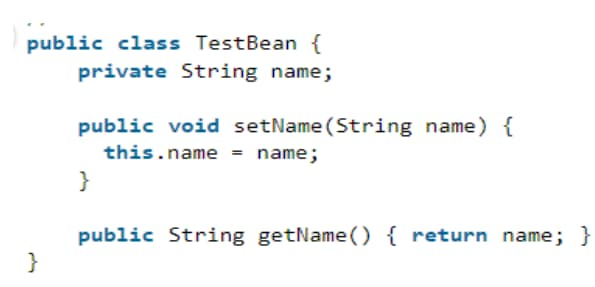 public class TestBean {
    private String name;

    public void setName(String name) {
      this.name = name;
    }

    public String getName() { return name; }
}